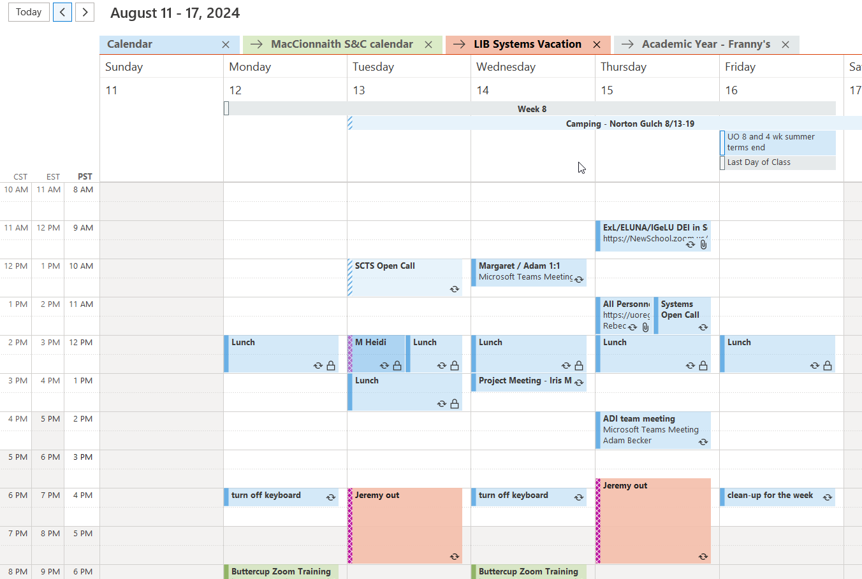 Today
August 11 - 17, 2024
Calendar
MacCionnaith S&C calendar
LIB Systems Vacation
Academic Year - Franny's
Sunday Monday Tuesday Wednesday Thursday Friday Sa
11 12 13 14 15 16 17
Week 8
Camping - Norton Gulch 8/13-19
UO 8 and 4 wk summer
terms end
Last Day of Class
CST EST PST
10 AM 11 AM 8 AM
11 AM 12 PM 9 AM
ExL/ELUNA/IGeLU DEI in S
https://NewSchool.zoom.us/
12 PM 1 PM 10 AM
SCTS Open Call
Margaret / Adam 1:1
Microsoft Teams Meeting
1 PM 2 PM 11 AM
All Personne
https://uoreg
Rebec
Systems
Open Call
2 PM 3 PM 12 PM
Lunch
M Heidi
Lunch
Lunch
Lunch
Lunch
3 PM 4 PM 1 PM
Lunch
Project Meeting - Iris M
4 PM 5 PM 2 PM
ADI team meeting
Microsoft Teams Meeting
Adam Becker
5 PM 6 PM 3 PM
6 PM 7 PM 4 PM
turn off keyboard
Jeremy out
turn off keyboard
Jeremy out
clean-up for the week
7 PM 8 PM 5 PM
8 PM 9 PM 6 PM
Buttercup Zoom Training
Buttercup Zoom Training